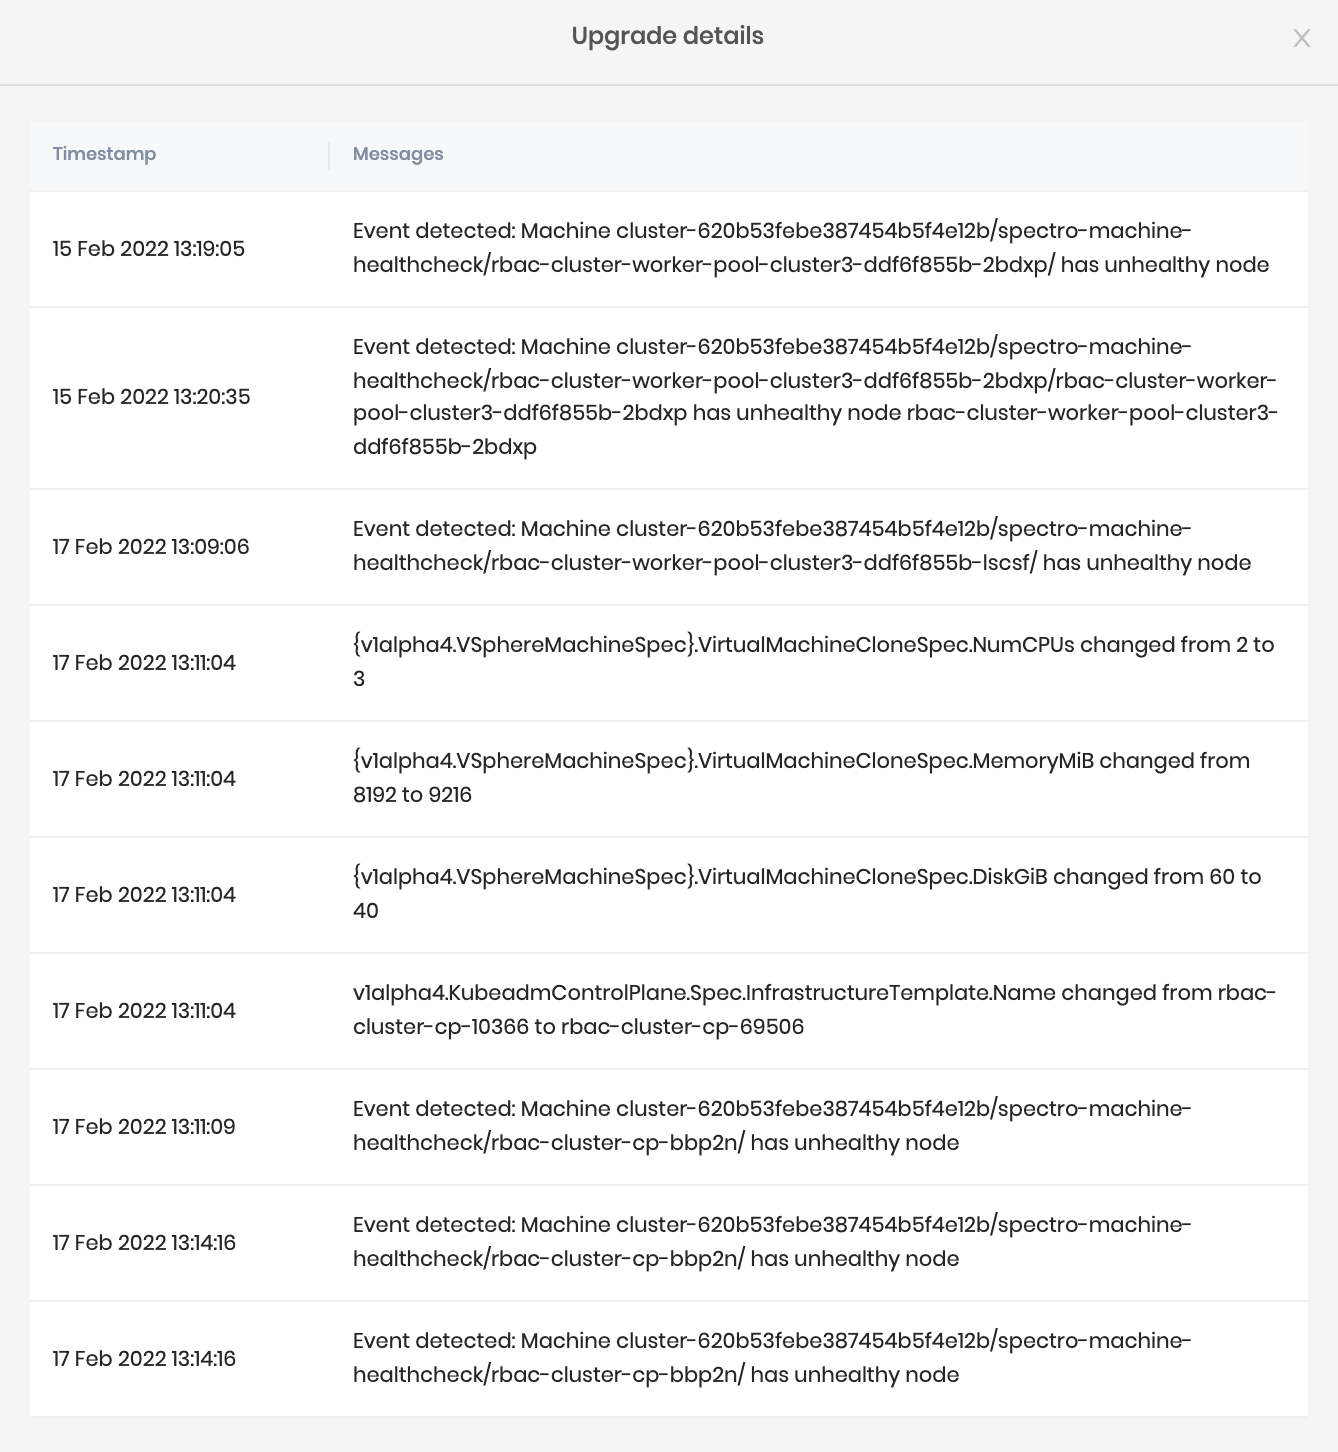 Upgrade details
X
Timestamp
Messages
15 Feb 2022 13:19:05
Event detected: Machine cluster-620b53febe387454b5f4e12b/spectro-machine-
healthcheck/rbac-cluster-worker-pool-cluster3-ddf6f855b-2bdxp/ has unhealthy node
15 Feb 2022 13:20:35
Event detected: Machine cluster-620b53febe387454b5f4e12b/spectro-machine-
healthcheck/rbac-cluster-worker-pool-cluster3-ddf6f855b-2bdxp/rbac-cluster-worker-
pool-cluster3-ddf6f855b-2bdxp has unhealthy node rbac-cluster-worker-pool-cluster3-
ddf6f855b-2bdxp
17 Feb 2022 13:09:06
Event detected: Machine cluster-620b53febe387454b5f4e12b/spectro-machine-
healthcheck/rbac-cluster-worker-pool-cluster3-ddf6f855b-lscsf/ has unhealthy node
17 Feb 2022 13:11:04
{v1alpha4.VSphereMachineSpec}.VirtualMachineCloneSpec.NumCPUs changed from 2 to
3
17 Feb 2022 13:11:04
{v1alpha4.VSphereMachineSpec}.VirtualMachineCloneSpec.MemoryMiB changed from
8192 to 9216
17 Feb 2022 13:11:04
{v1alpha4.VSphereMachineSpec}.VirtualMachineCloneSpec.DiskGiB changed from 60 to
40
17 Feb 2022 13:11:04
v1alpha4.KubeadmControlPlane.Spec.InfrastructureTemplate.Name changed from rbac-
cluster-cp-10366 to rbac-cluster-cp-69506
17 Feb 2022 13:11:09
Event detected: Machine cluster-620b53febe387454b5f4e12b/spectro-machine-
healthcheck/rbac-cluster-cp-bbp2n/ has unhealthy node
17 Feb 2022 13:14:16
Event detected: Machine cluster-620b53febe387454b5f4e12b/spectro-machine-
healthcheck/rbac-cluster-cp-bbp2n/ has unhealthy node
17 Feb 2022 13:14:16
Event detected: Machine cluster-620b53febe387454b5f4e12b/spectro-machine-
healthcheck/rbac-cluster-cp-bbp2n/ has unhealthy node